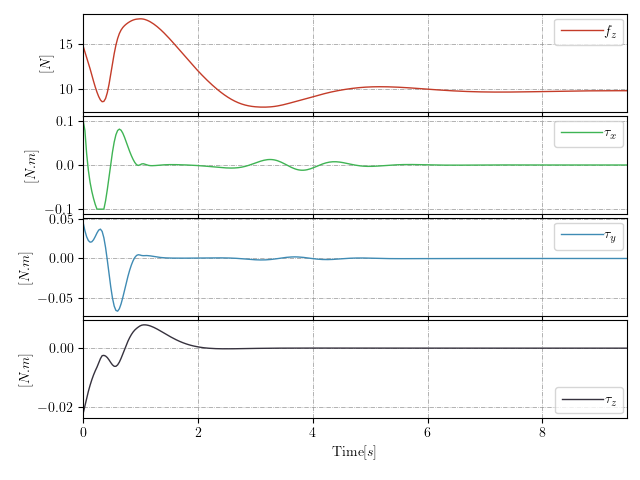 15
10
[N]
f_z
0.1
0.0
−0.1
[N.m]
τ_x
0.05
0.00
−0.05
[N.m]
τ_y
0.00
−0.02
[N.m]
τ_z
0 2 4 6 8
Time[s]